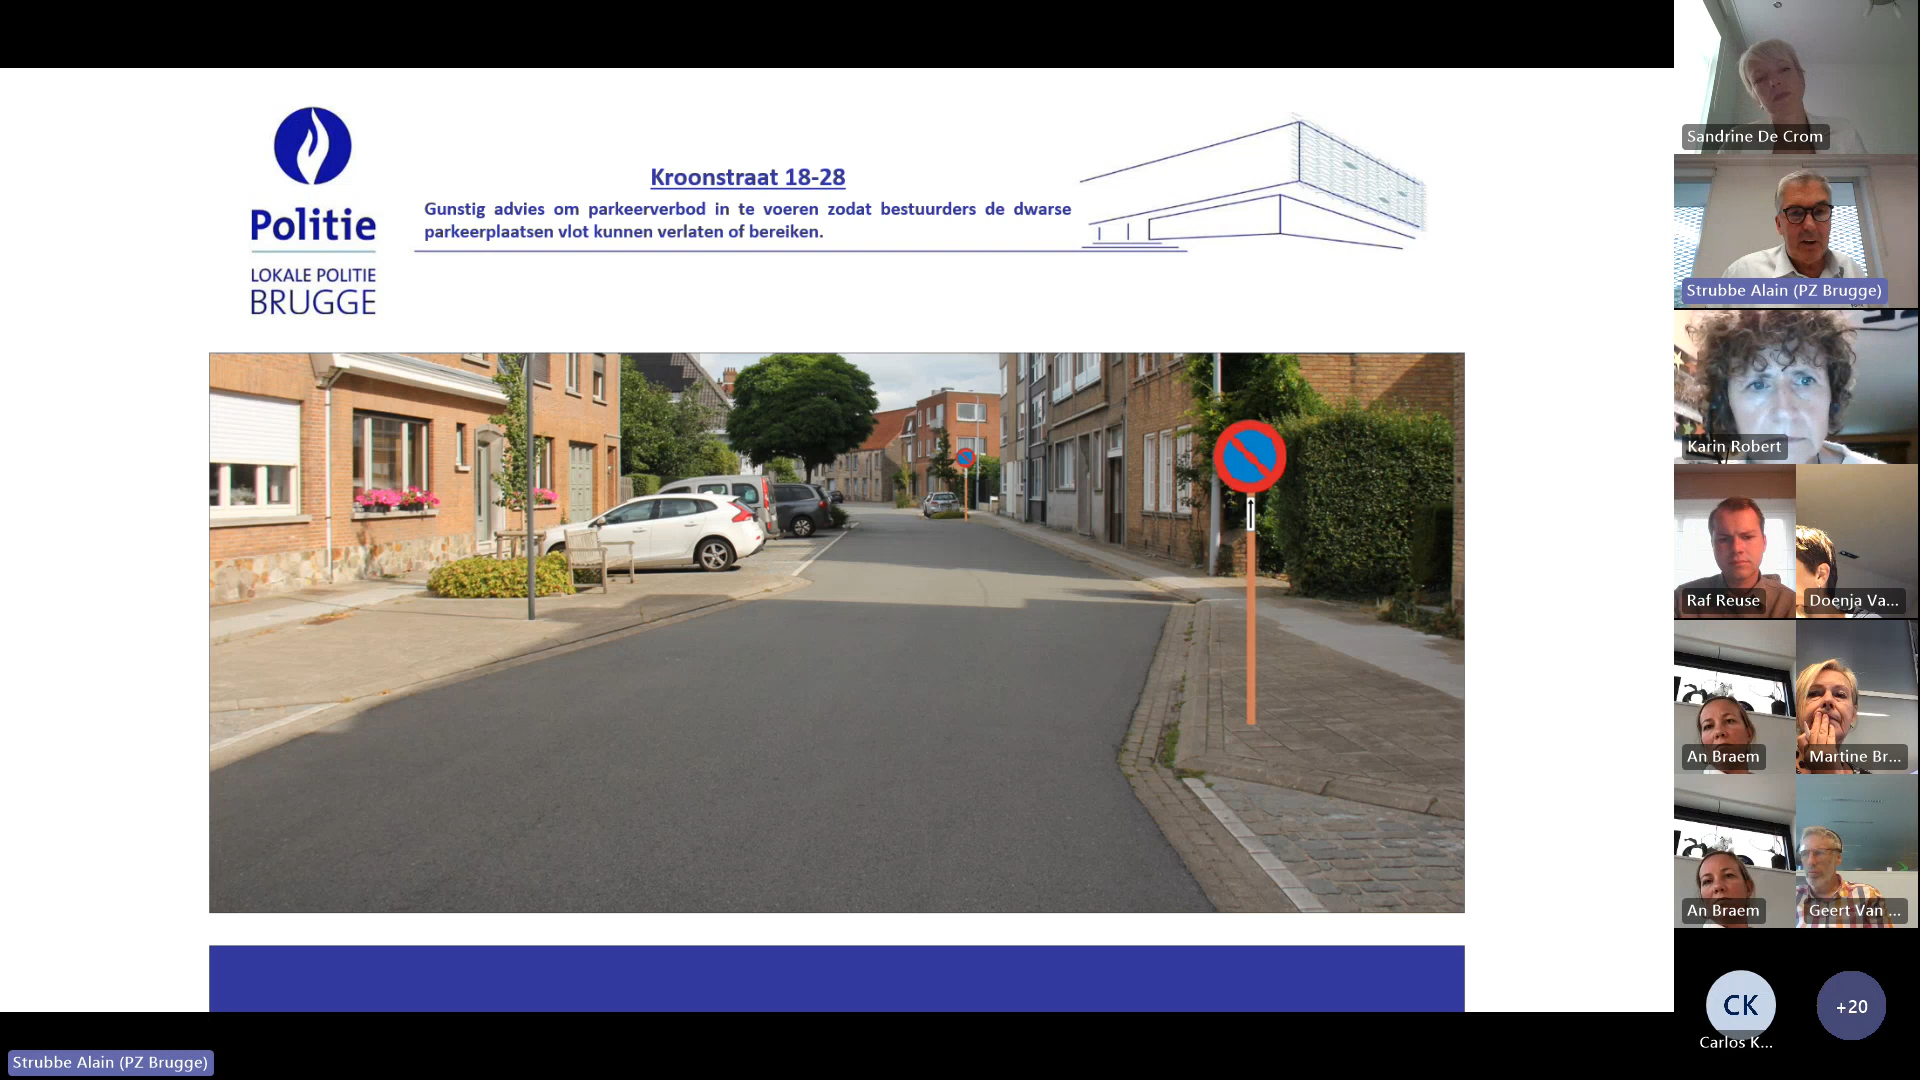 Politie
LOKALE POLITIE
BRUGGE
Kroonstraat 18-28
Gunstig advies om parkeerverbod in te voeren zodat bestuurders de dwarse
parkeerplaatsen vlot kunnen verlaten of bereiken.
Sandrine De Crom
Strubbe Alain (PZ Brugge)
Karin Robert
Raf Reuse
Doenja Va...
An Braem
Martine Br...
An Braem
Geert Van ...
CK
+20
Carlos K...
Strubbe Alain (PZ Brugge)